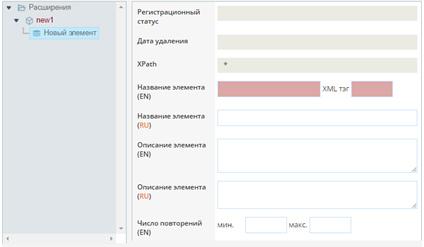 Расширения
new1
Новый элемент
Регистрационный
статус
Дата удаления
XPath
*
Название элемента
(EN)
XML тэг
Название элемента
(RU)
Описание элемента
(EN)
Описание элемента
(RU)
Число повторений
(EN)
мин.
макс.